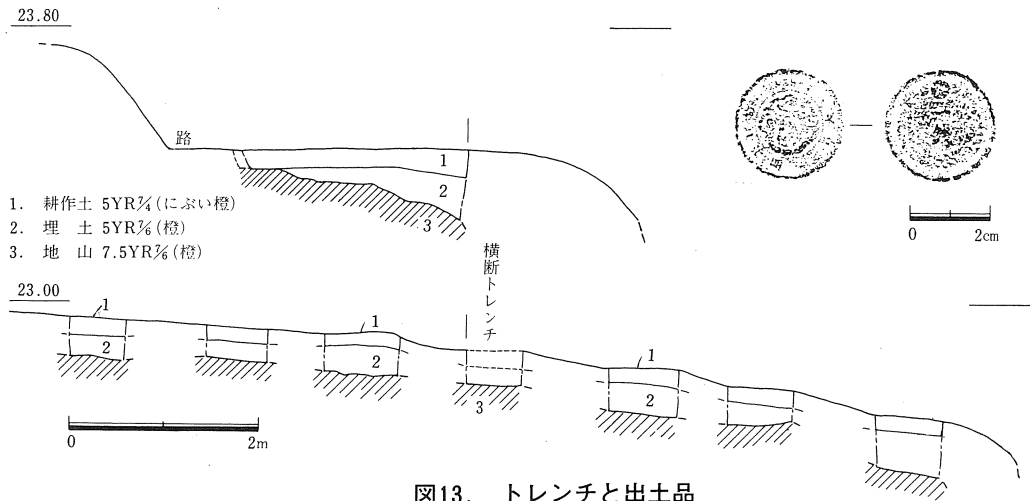 23.80
路
1
2
3
1. 耕作土 5YR7/4(にぶい橙)
2. 埋土 5YR7/6(橙)
3. 地山 7.5YR7/6(橙)
0 2cm
横断トレンチ
23.00
1
2
1
2
3
1
2
0 2m
図13. トレンチと出土品